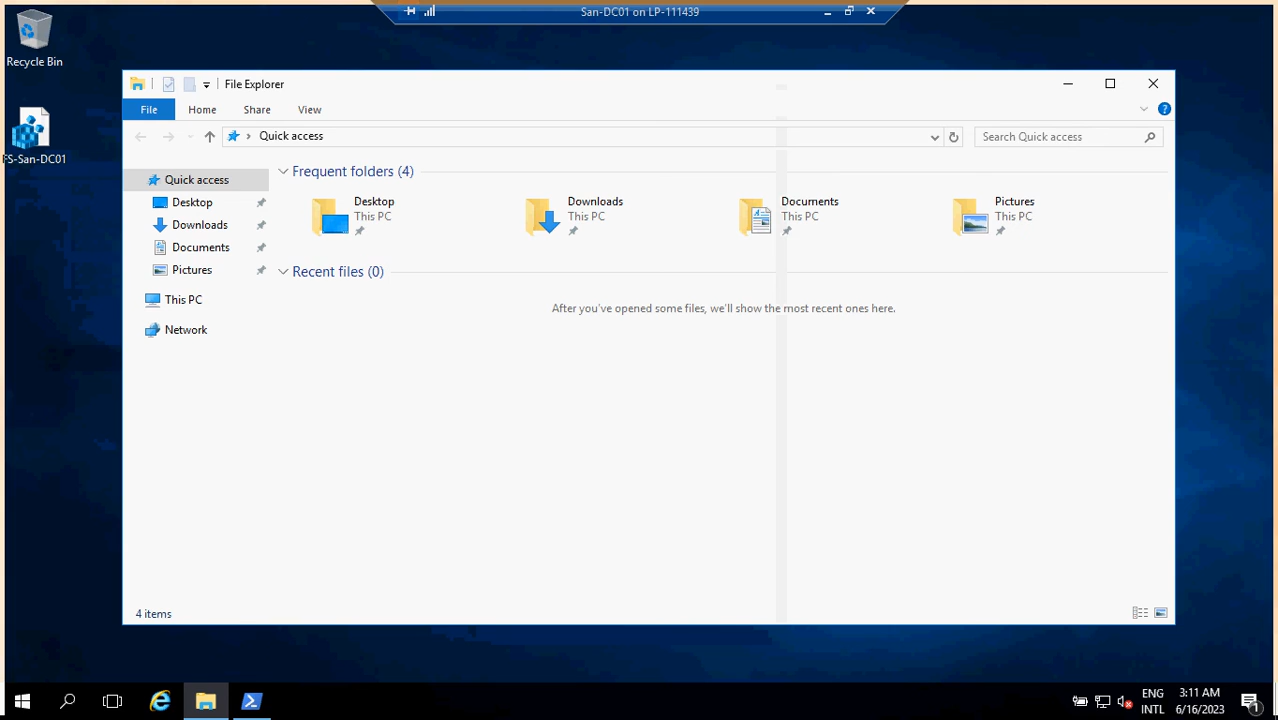 San-DC01 on LP-111439
Recycle Bin
FS-San-DC01
File Explorer
File
Home
Share
View
Quick access
Search Quick access
Quick access
Desktop
Downloads
Documents
Pictures
This PC
Network
Frequent folders (4)
Desktop
This PC
Downloads
This PC
Documents
This PC
Pictures
This PC
Recent files (0)
After you've opened some files, we'll show the most recent ones here.
4 items
ENG
INTL
3:11 AM
6/16/2023
1